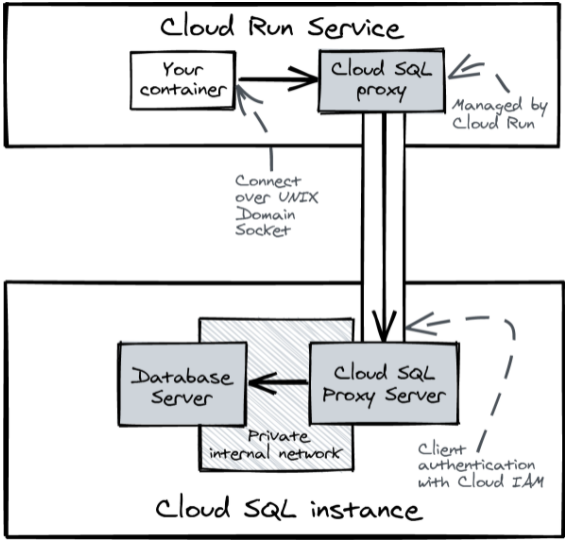 Cloud Run Service
Your
container
Cloud SQL
proxy
Managed by
Cloud Run
Connect
over UNIX
Domain
Socket
Database
Server
Cloud SQL
Proxy Server
Private
internal network
Client
authentication
with Cloud IAM
Cloud SQL instance